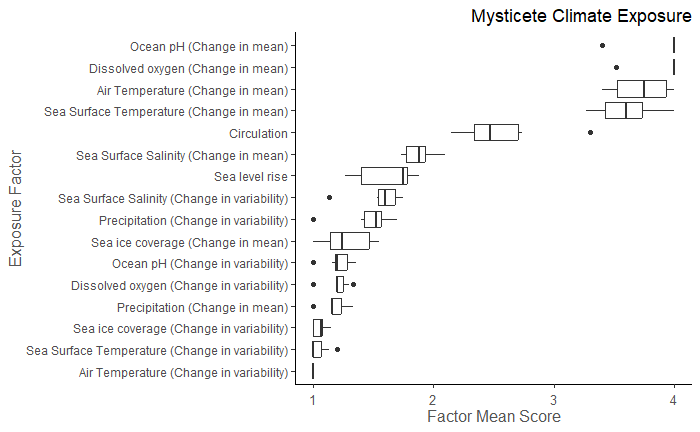 Mysticete Climate Exposure
Exposure Factor
Ocean pH (Change in mean)
Dissolved oxygen (Change in mean)
Air Temperature (Change in mean)
Sea Surface Temperature (Change in mean)
Circulation
Sea Surface Salinity (Change in mean)
Sea level rise
Sea Surface Salinity (Change in variability)
Precipitation (Change in variability)
Sea ice coverage (Change in mean)
Ocean pH (Change in variability)
Dissolved oxygen (Change in variability)
Precipitation (Change in mean)
Sea ice coverage (Change in variability)
Sea Surface Temperature (Change in variability)
Air Temperature (Change in variability)
1 2 3 4
Factor Mean Score